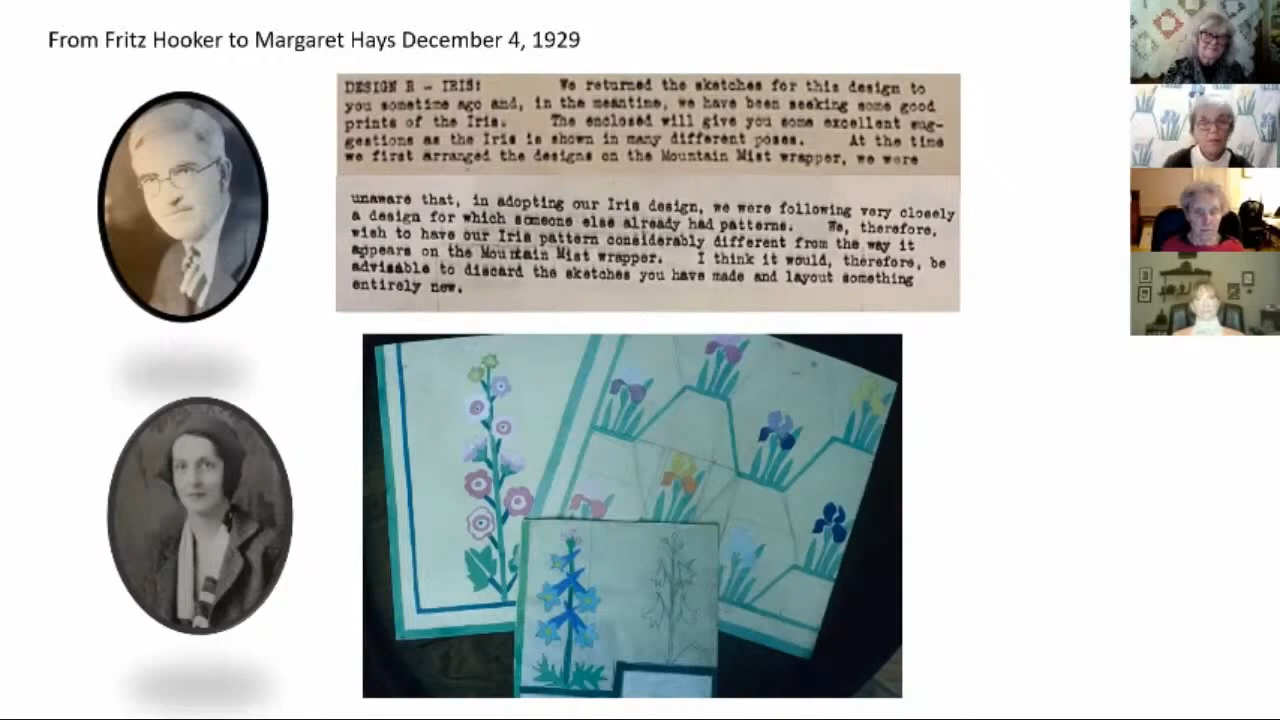 From Fritz Hooker to Margaret Hays December 4, 1929
DESIGN E - IRIS: We returned the sketches for this design to
you sometime ago and, in the meantine, we have been seeking some good
prints of the Iris. The enclosed will give you some excellent sug-
gestions as the Iris is shown in many different poses. At the time
we first arranged the designs on the Mountain Mist wrapper, we were
unaware that, in adopting our Iris design, we were following very closely
a design for which someone else already had patterns. We, therefore,
wish to have our Iris pattern considerably different from the way it
appears on the Mountain Mist wrapper. I think it would, therefore, be
advisable to discard the sketches you have made and layout something
entirely new.